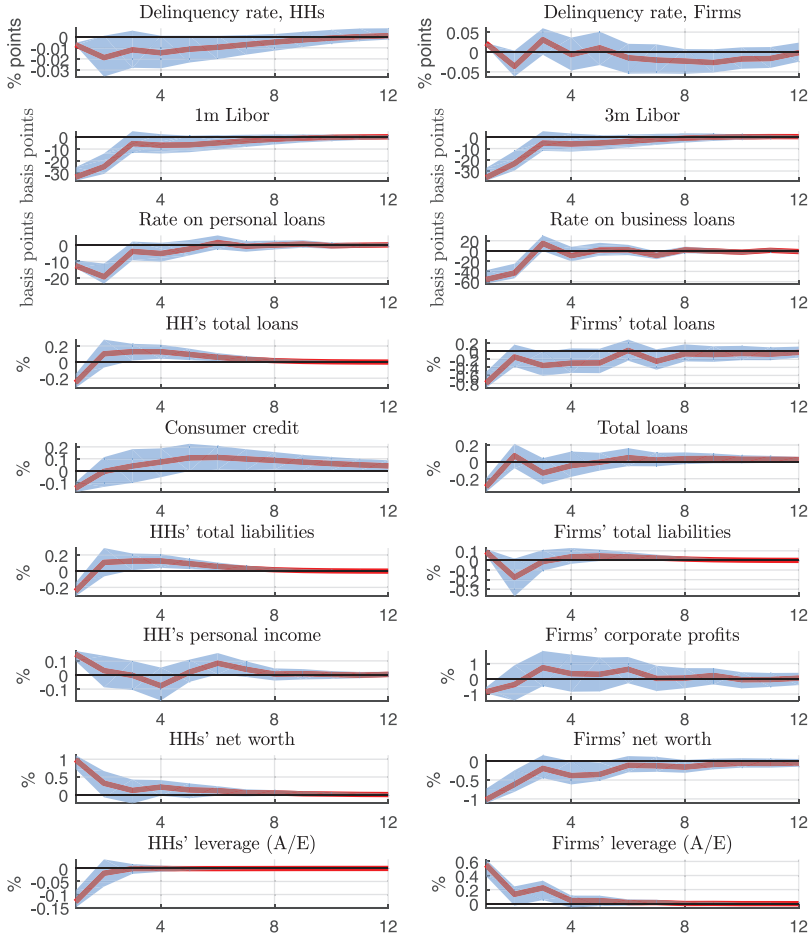 Delinquency rate, HHs
% points
0
-0.01
-0.02
-0.03
4 8 12
Delinquency rate, Firms
% points
0.05
0
-0.05
4 8 12
1m Libor
basis points
0
-10
-20
-30
4 8 12
3m Libor
basis points
0
-10
-20
-30
4 8 12
Rate on personal loans
basis points
0
-10
-20
4 8 12
Rate on business loans
basis points
20
0
-20
-40
-60
4 8 12
HH's total loans
%
0.2
0
-0.2
4 8 12
Firms' total loans
%
0.2
0
-0.2
-0.4
-0.6
-0.8
4 8 12
Consumer credit
%
0.2
0.1
0
-0.1
4 8 12
Total loans
%
0.2
0
-0.2
4 8 12
HHs' total liabilities
%
0.2
0
-0.2
4 8 12
Firms' total liabilities
%
0.1
0
-0.1
-0.2
-0.3
4 8 12
HH's personal income
%
0.1
0
-0.1
4 8 12
Firms' corporate profits
%
1
0
-1
4 8 12
HHs' net worth
%
1
0.5
0
4 8 12
Firms' net worth
%
0
-0.5
-1
4 8 12
HHs' leverage (A/E)
%
0
-0.05
-0.1
-0.15
4 8 12
Firms' leverage (A/E)
%
0.6
0.4
0.2
0
4 8 12